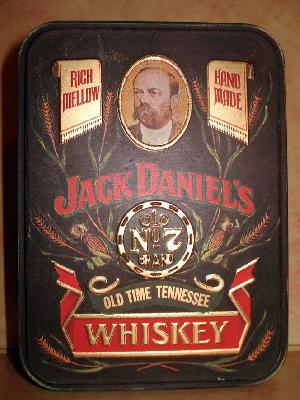 RICH
MELLOW
HAND
MADE
JACK DANIEL'S
OLD
No 7
BRAND
OLD TIME TENNESSEE
WHISKEY